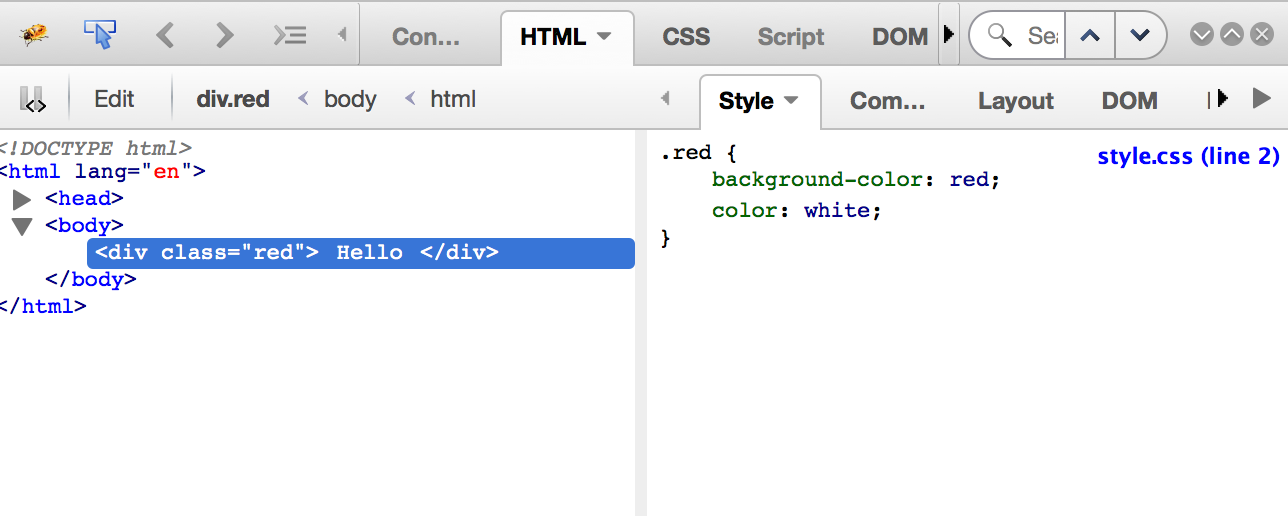 Con... HTML CSS Script DOM Sea
Edit div.red < body < html Style Com... Layout DOM
<!DOCTYPE html>
<html lang="en">
<head>
<body>
<div class="red"> Hello </div>
</body>
</html>
.red { style.css (line 2)
background-color: red;
color: white;
}